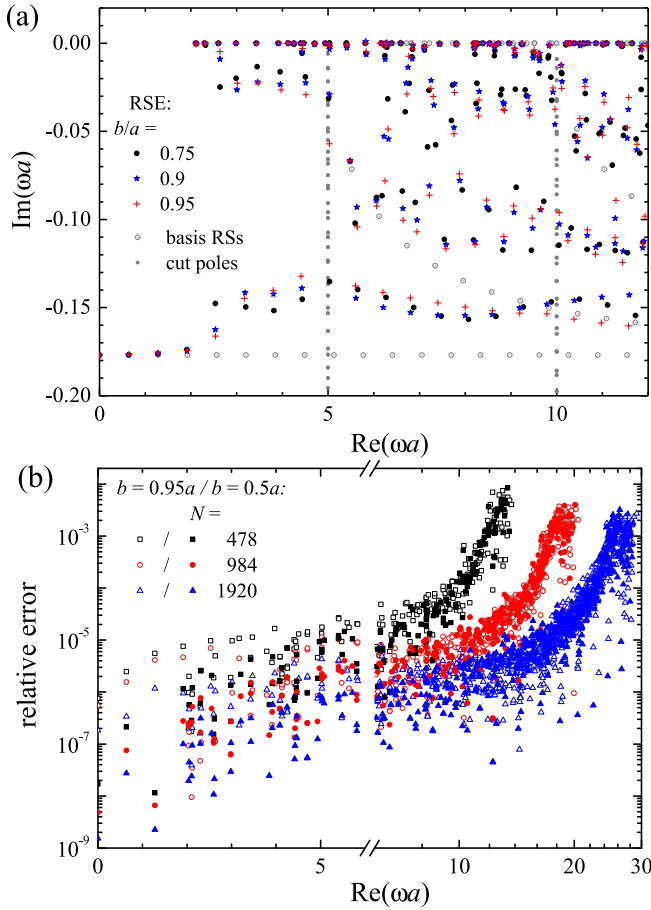 (a)
0.00
-0.05
-0.10
-0.15
-0.20
Im(ωa)
RSE:
b/a =
0.75
0.9
0.95
basis RSs
cut poles
0 5 10
Re(ωa)
(b)
b = 0.95a / b = 0.5a:
N =
/ 478
/ 984
/ 1920
10⁻³
10⁻⁵
10⁻⁷
10⁻⁹
relative error
0 5 10 20 30
Re(ωa)